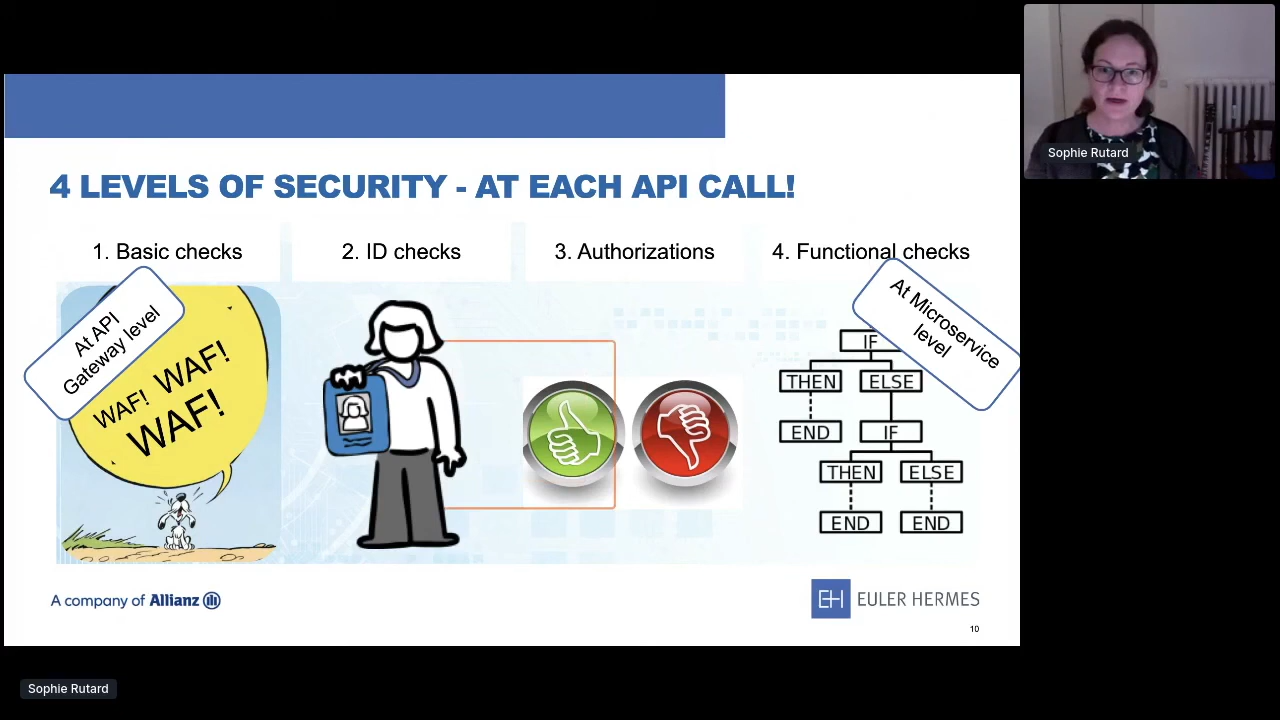 Sophie Rutard
4 LEVELS OF SECURITY - AT EACH API CALL!
1. Basic checks
2. ID checks
3. Authorizations
4. Functional checks
At API
Gateway level
WAF! WAF!
WAF!
At Microservice
level
IF
THEN ELSE
END IF
THEN ELSE
END END
A company of Allianz
EH EULER HERMES
10
Sophie Rutard